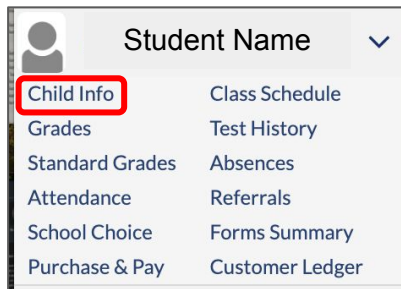 Student Name
Child Info Class Schedule
Grades Test History
Standard Grades Absences
Attendance Referrals
School Choice Forms Summary
Purchase & Pay Customer Ledger